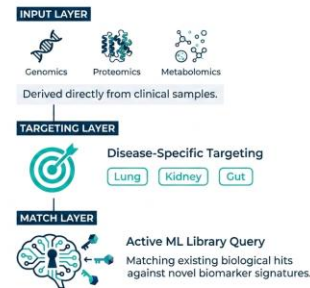 INPUT LAYER
Genomics Proteomics Metabolomics
Derived directly from clinical samples.
TARGETING LAYER
Disease-Specific Targeting
Lung Kidney Gut
MATCH LAYER
Active ML Library Query
Matching existing biological hits
against novel biomarker signatures.